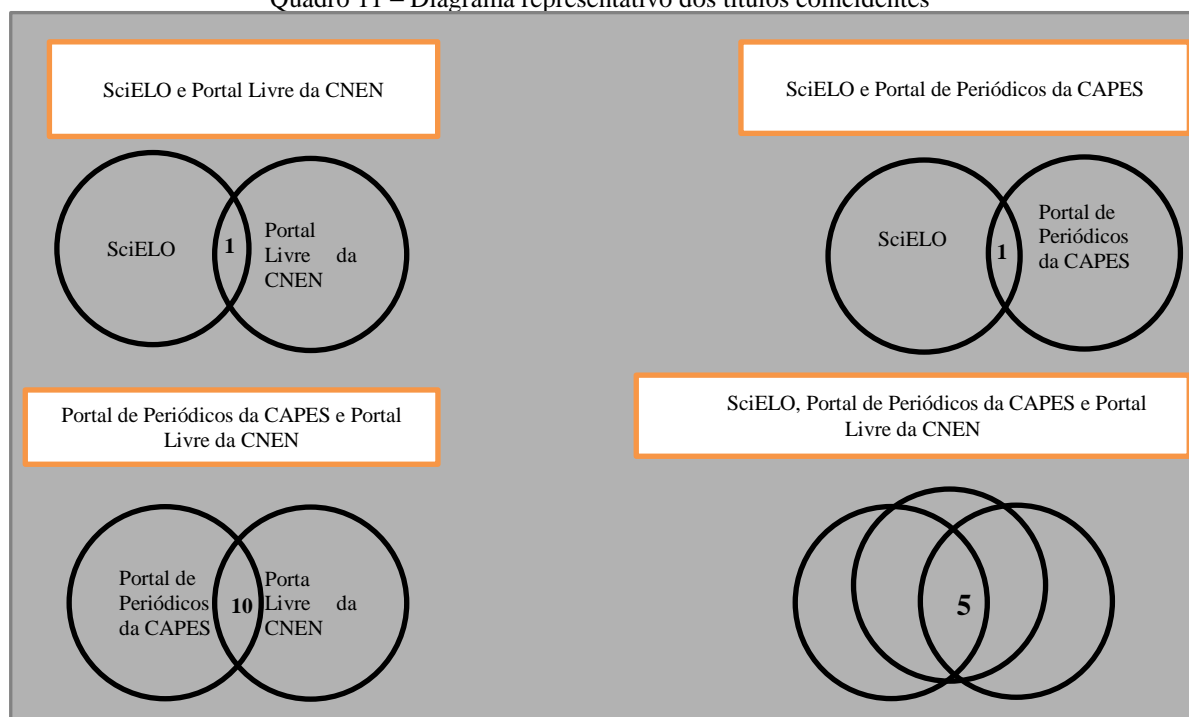 Quadro 11 – Diagrama representativo dos títulos coincidentes
SciELO e Portal Livre da CNEN
SciELO e Portal de Periódicos da CAPES
SciELO
1
Portal
Livre da
CNEN
SciELO
1
Portal de
Periódicos
da CAPES
Portal de Periódicos da CAPES e Portal
Livre da CNEN
SciELO, Portal de Periódicos da CAPES e Portal
Livre da CNEN
Portal de
Periódicos
da CAPES
10
Porta
Livre da
CNEN
5